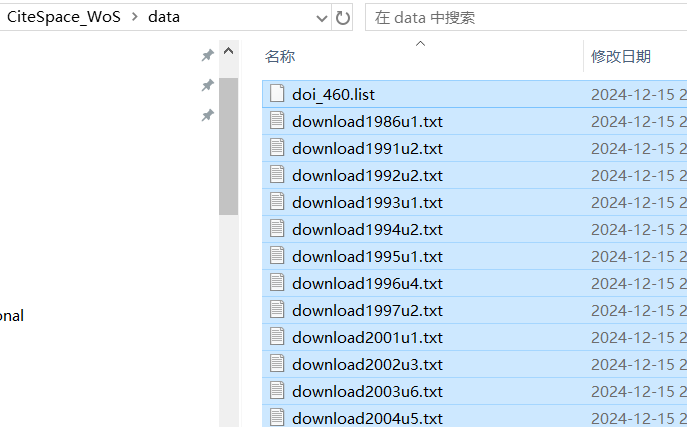 CiteSpace_WoS > data
在 data 中搜索
名称 修改日期
doi_460.list 2024-12-15 2
download1986u1.txt 2024-12-15 2
download1991u2.txt 2024-12-15 2
download1992u2.txt 2024-12-15 2
download1993u1.txt 2024-12-15 2
download1994u2.txt 2024-12-15 2
download1995u1.txt 2024-12-15 2
download1996u4.txt 2024-12-15 2
download1997u2.txt 2024-12-15 2
onal
download2001u1.txt 2024-12-15 2
download2002u3.txt 2024-12-15 2
download2003u6.txt 2024-12-15 2
download2004u5.txt 2024-12-15 2